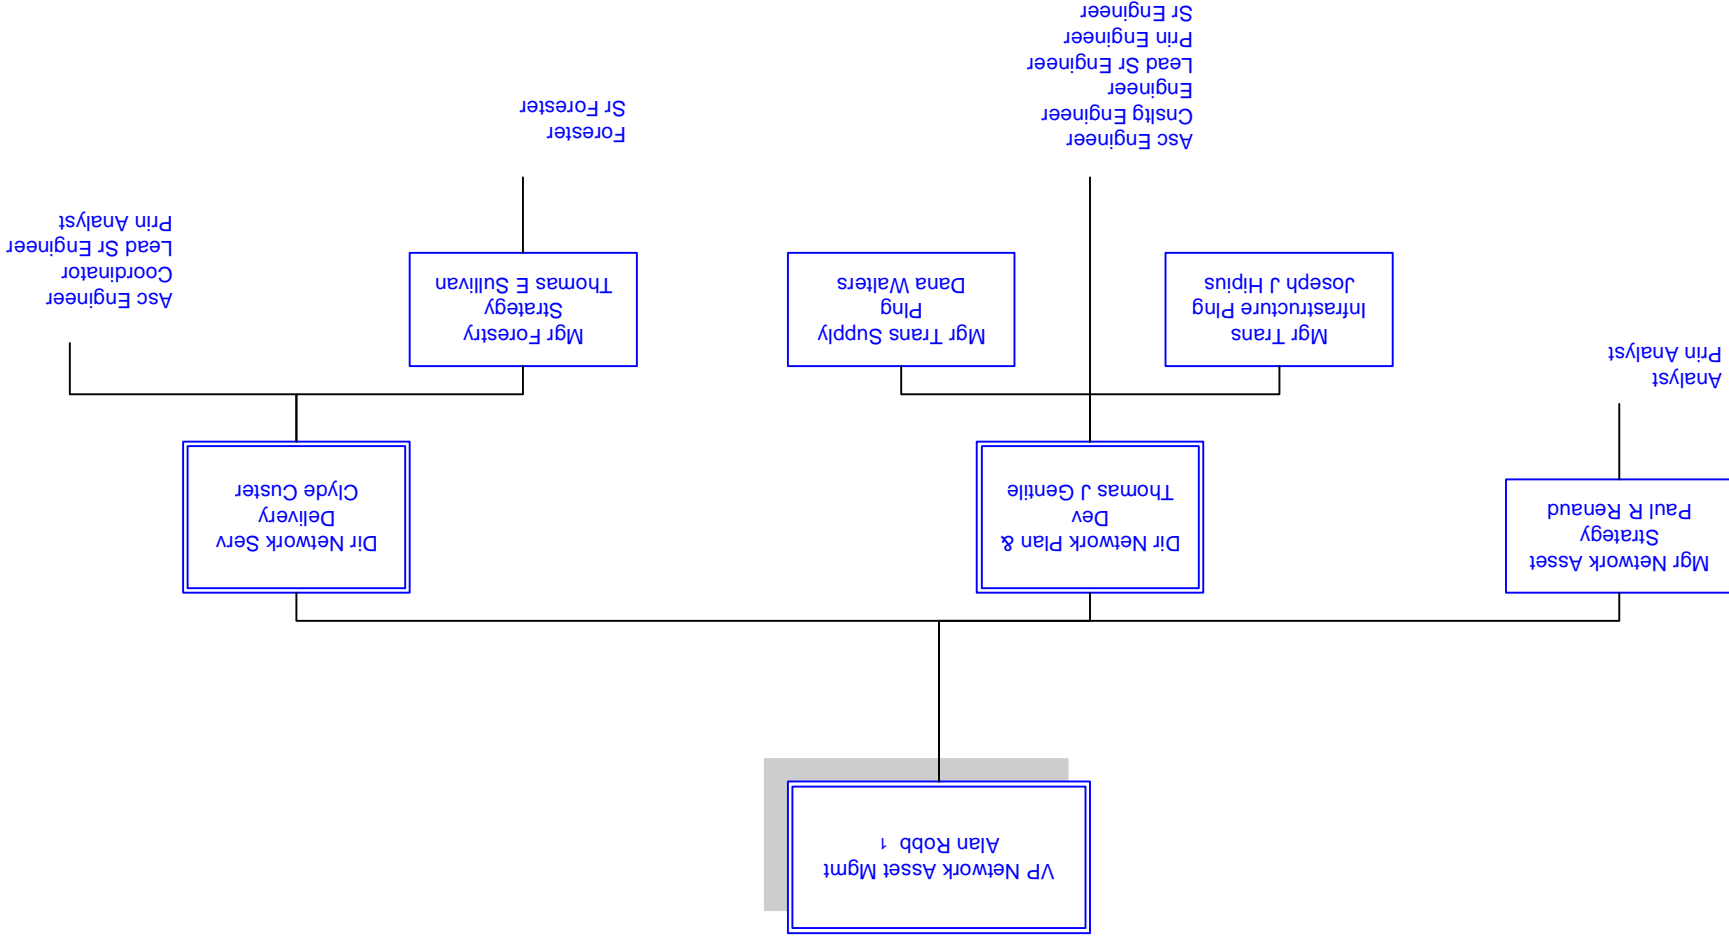 VP Network Asset Mgmt
Alan Robb 1
Mgr Network Asset
Strategy
Paul R Renaud
Analyst
Prin Analyst
Dir Network Plan &
Dev
Thomas J Gentile
Mgr Trans
Infrastructure Plng
Joseph J Hipius
Mgr Trans Supply
Plng
Dana Walters
Asc Engineer
Cnsltg Engineer
Engineer
Lead Sr Engineer
Prin Engineer
Sr Engineer
Dir Network Serv
Delivery
Clyde Custer
Mgr Forestry
Strategy
Thomas E Sullivan
Forester
Sr Forester
Asc Engineer
Coordinator
Lead Sr Engineer
Prin Analyst